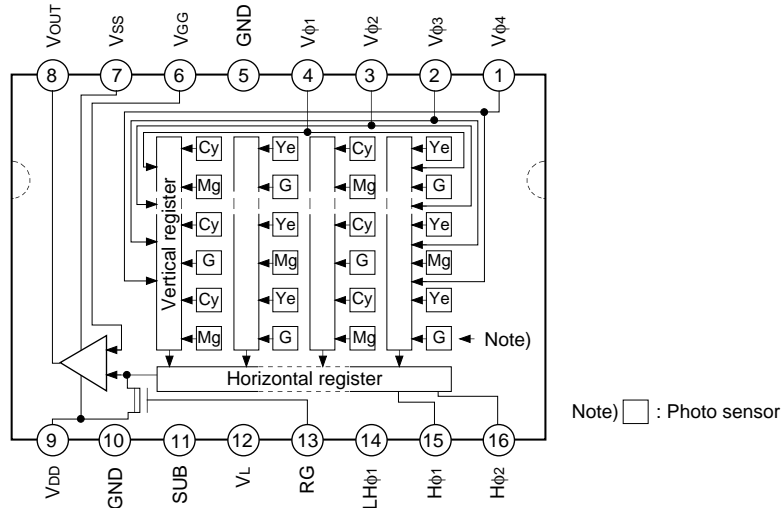 VOUT VSS VGG GND Vϕ1 Vϕ2 Vϕ3 Vϕ4
8 7 6 5 4 3 2 1
Vertical register
Cy Ye Cy Ye
Mg G Mg G
Cy Ye Cy Ye
G Mg G Mg
Cy Ye Cy Ye
Mg G Mg G
Note)
Horizontal register
Note) : Photo sensor
9 10 11 12 13 14 15 16
VDD GND SUB VL RG LHϕ1 Hϕ1 Hϕ2